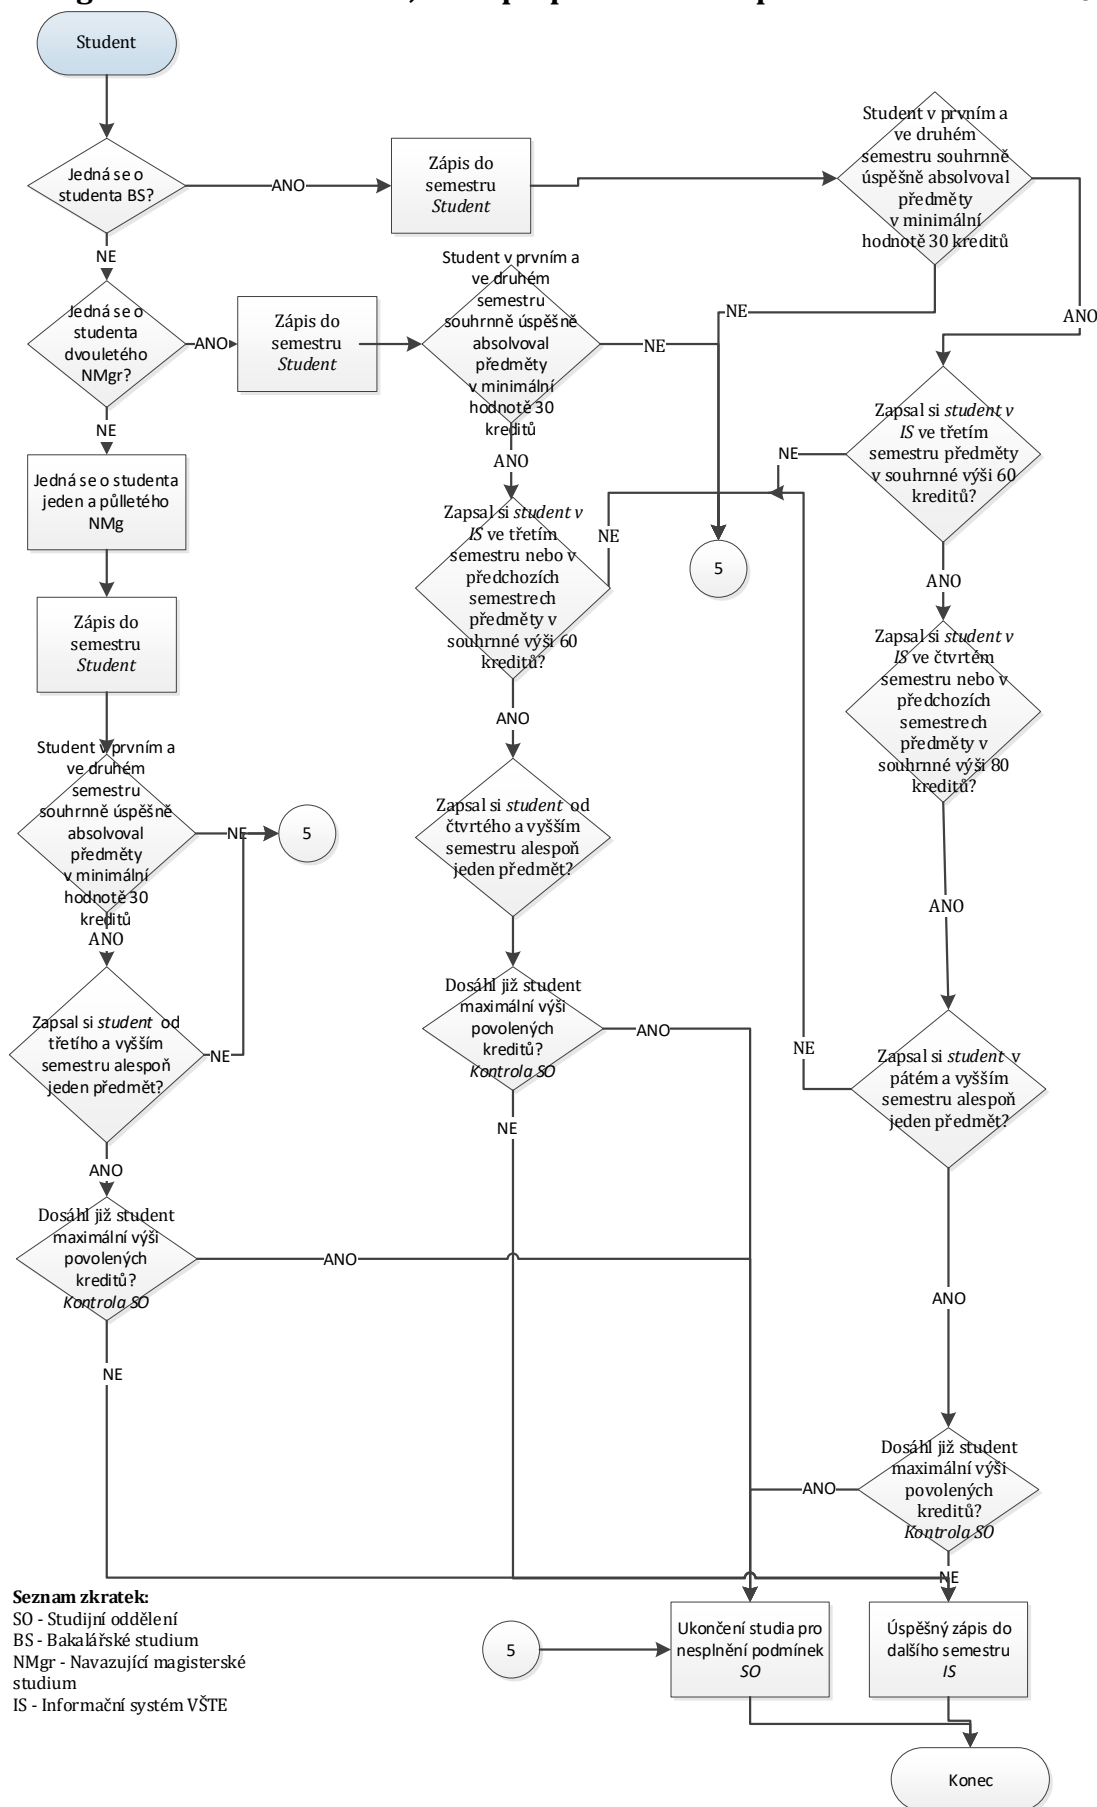 Student
Jedná se o
studenta BS?
ANO
Zápis do
semestru
Student
Student v prvním a
ve druhém
semestru souhrnně
úspěšně absolvoval
předměty
v minimální
hodnotě 30 kreditů
NE
ANO
NE
Jedná se o
studenta
dvouletého
NMgr?
ANO
Zápis do
semestru
Student
Student v prvním a
ve druhém
semestru
souhrnně úspěšně
absolvoval
předměty
v minimální
hodnotě 30
kreditů
NE
ANO
Zapsal si student v
IS ve třetím
semestru předměty
v souhrnné výši 60
kreditů?
NE
ANO
NE
Jedná se o studenta
jeden a půlletého
NMg
Zapsal si student v
IS ve třetím
semestru nebo v
předchozích
semestrech
předměty v
souhrnné výši 60
kreditů?
NE
ANO
5
Zápis do
semestru
Student
Zapsal si student v
IS ve čtvrtém
semestru nebo v
předchozích
semestrech
předměty v
souhrnné výši 80
kreditů?
ANO
Student v prvním a
ve druhém
semestru
souhrnně úspěšně
absolvoval
předměty
v minimální
hodnotě 30
kreditů
NE
5
ANO
Zapsal si student od
čtvrtého a vyšším
semestru alespoň
jeden předmět?
Zapsal si student od
třetího a vyšším
semestru alespoň
jeden předmět?
NE
ANO
Dosáhl již student
maximální výši
povolených
kreditů?
Kontrola SO
ANO
NE
NE
Zapsal si student v
pátém a vyšším
semestru alespoň
jeden předmět?
ANO
Dosáhl již student
maximální výši
povolených
kreditů?
Kontrola SO
ANO
NE
Dosáhl již student
maximální výši
povolených
kreditů?
Kontrola SO
ANO
NE
Seznam zkratek:
SO - Studijní oddělení
BS - Bakalářské studium
NMgr - Navazující magisterské
studium
IS - Informační systém VŠTE
5
Ukončení studia pro
nesplnění podmínek
SO
Úspěšný zápis do
dalšího semestru
IS
Konec